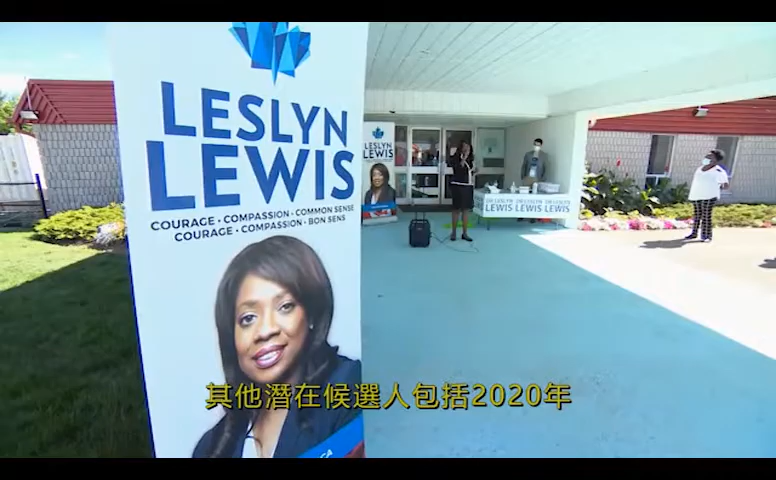 LESLYN
LEWIS
COURAGE · COMPASSION · COMMON SENSE
COURAGE · COMPASSION · BON SENS
LESLYN
LEWIS
LEWIS LEWIS LEWIS
其他潛在候選人包括2020年